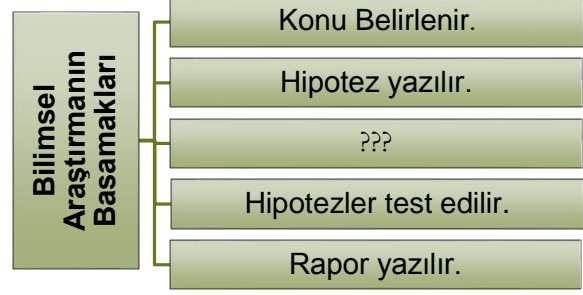 Bilimsel
Araştırmanın
Basamakları
Konu Belirlenir.
Hipotez yazılır.
???
Hipotezler test edilir.
Rapor yazılır.